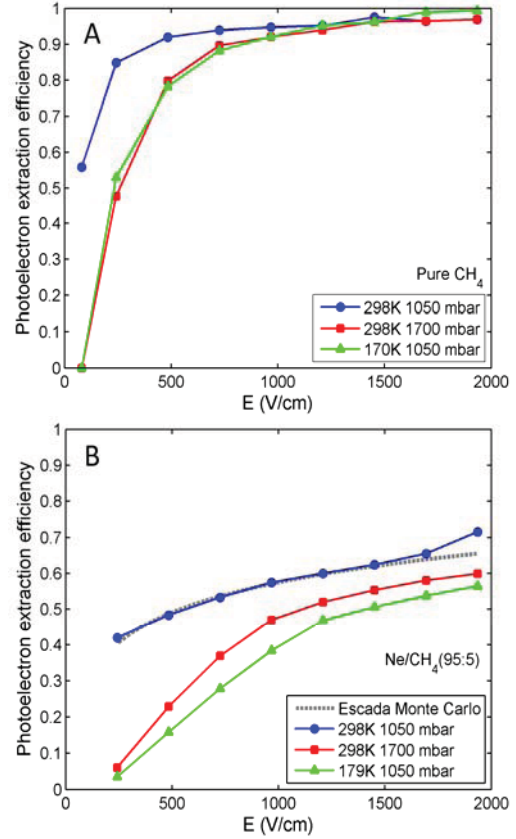 A
1
0.9
0.8
0.7
0.6
0.5
0.4
0.3
0.2
0.1
0
Photoelectron extraction efficiency
Pure CH4
298K 1050 mbar
298K 1700 mbar
170K 1050 mbar
0 500 1000 1500 2000
E (V/cm)
B
1
0.9
0.8
0.7
0.6
0.5
0.4
0.3
0.2
0.1
0
Photoelectron extraction efficiency
Ne/CH4(95:5)
Escada Monte Carlo
298K 1050 mbar
298K 1700 mbar
179K 1050 mbar
0 500 1000 1500 2000
E (V/cm)